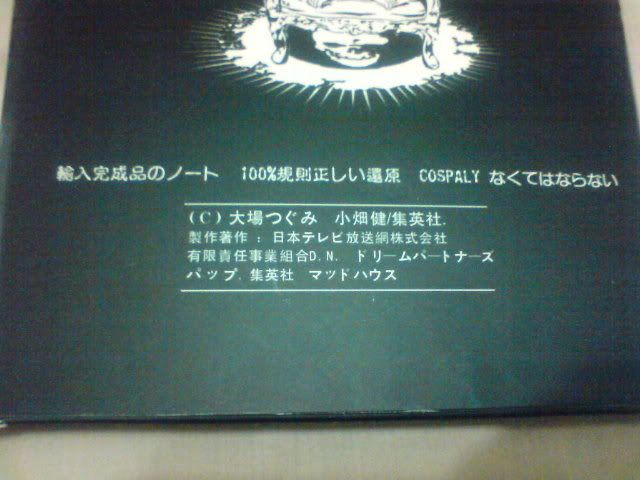 輸入完成品のノート　100%規則正しい還原　COSPALY なくてはならない
(C) 大場つぐみ　小畑健/集英社.
製作著作 : 日本テレビ放送網株式会社
有限責任事業組合D.N.　ドリームパートナーズ
パップ. 集英社　マッドハウス